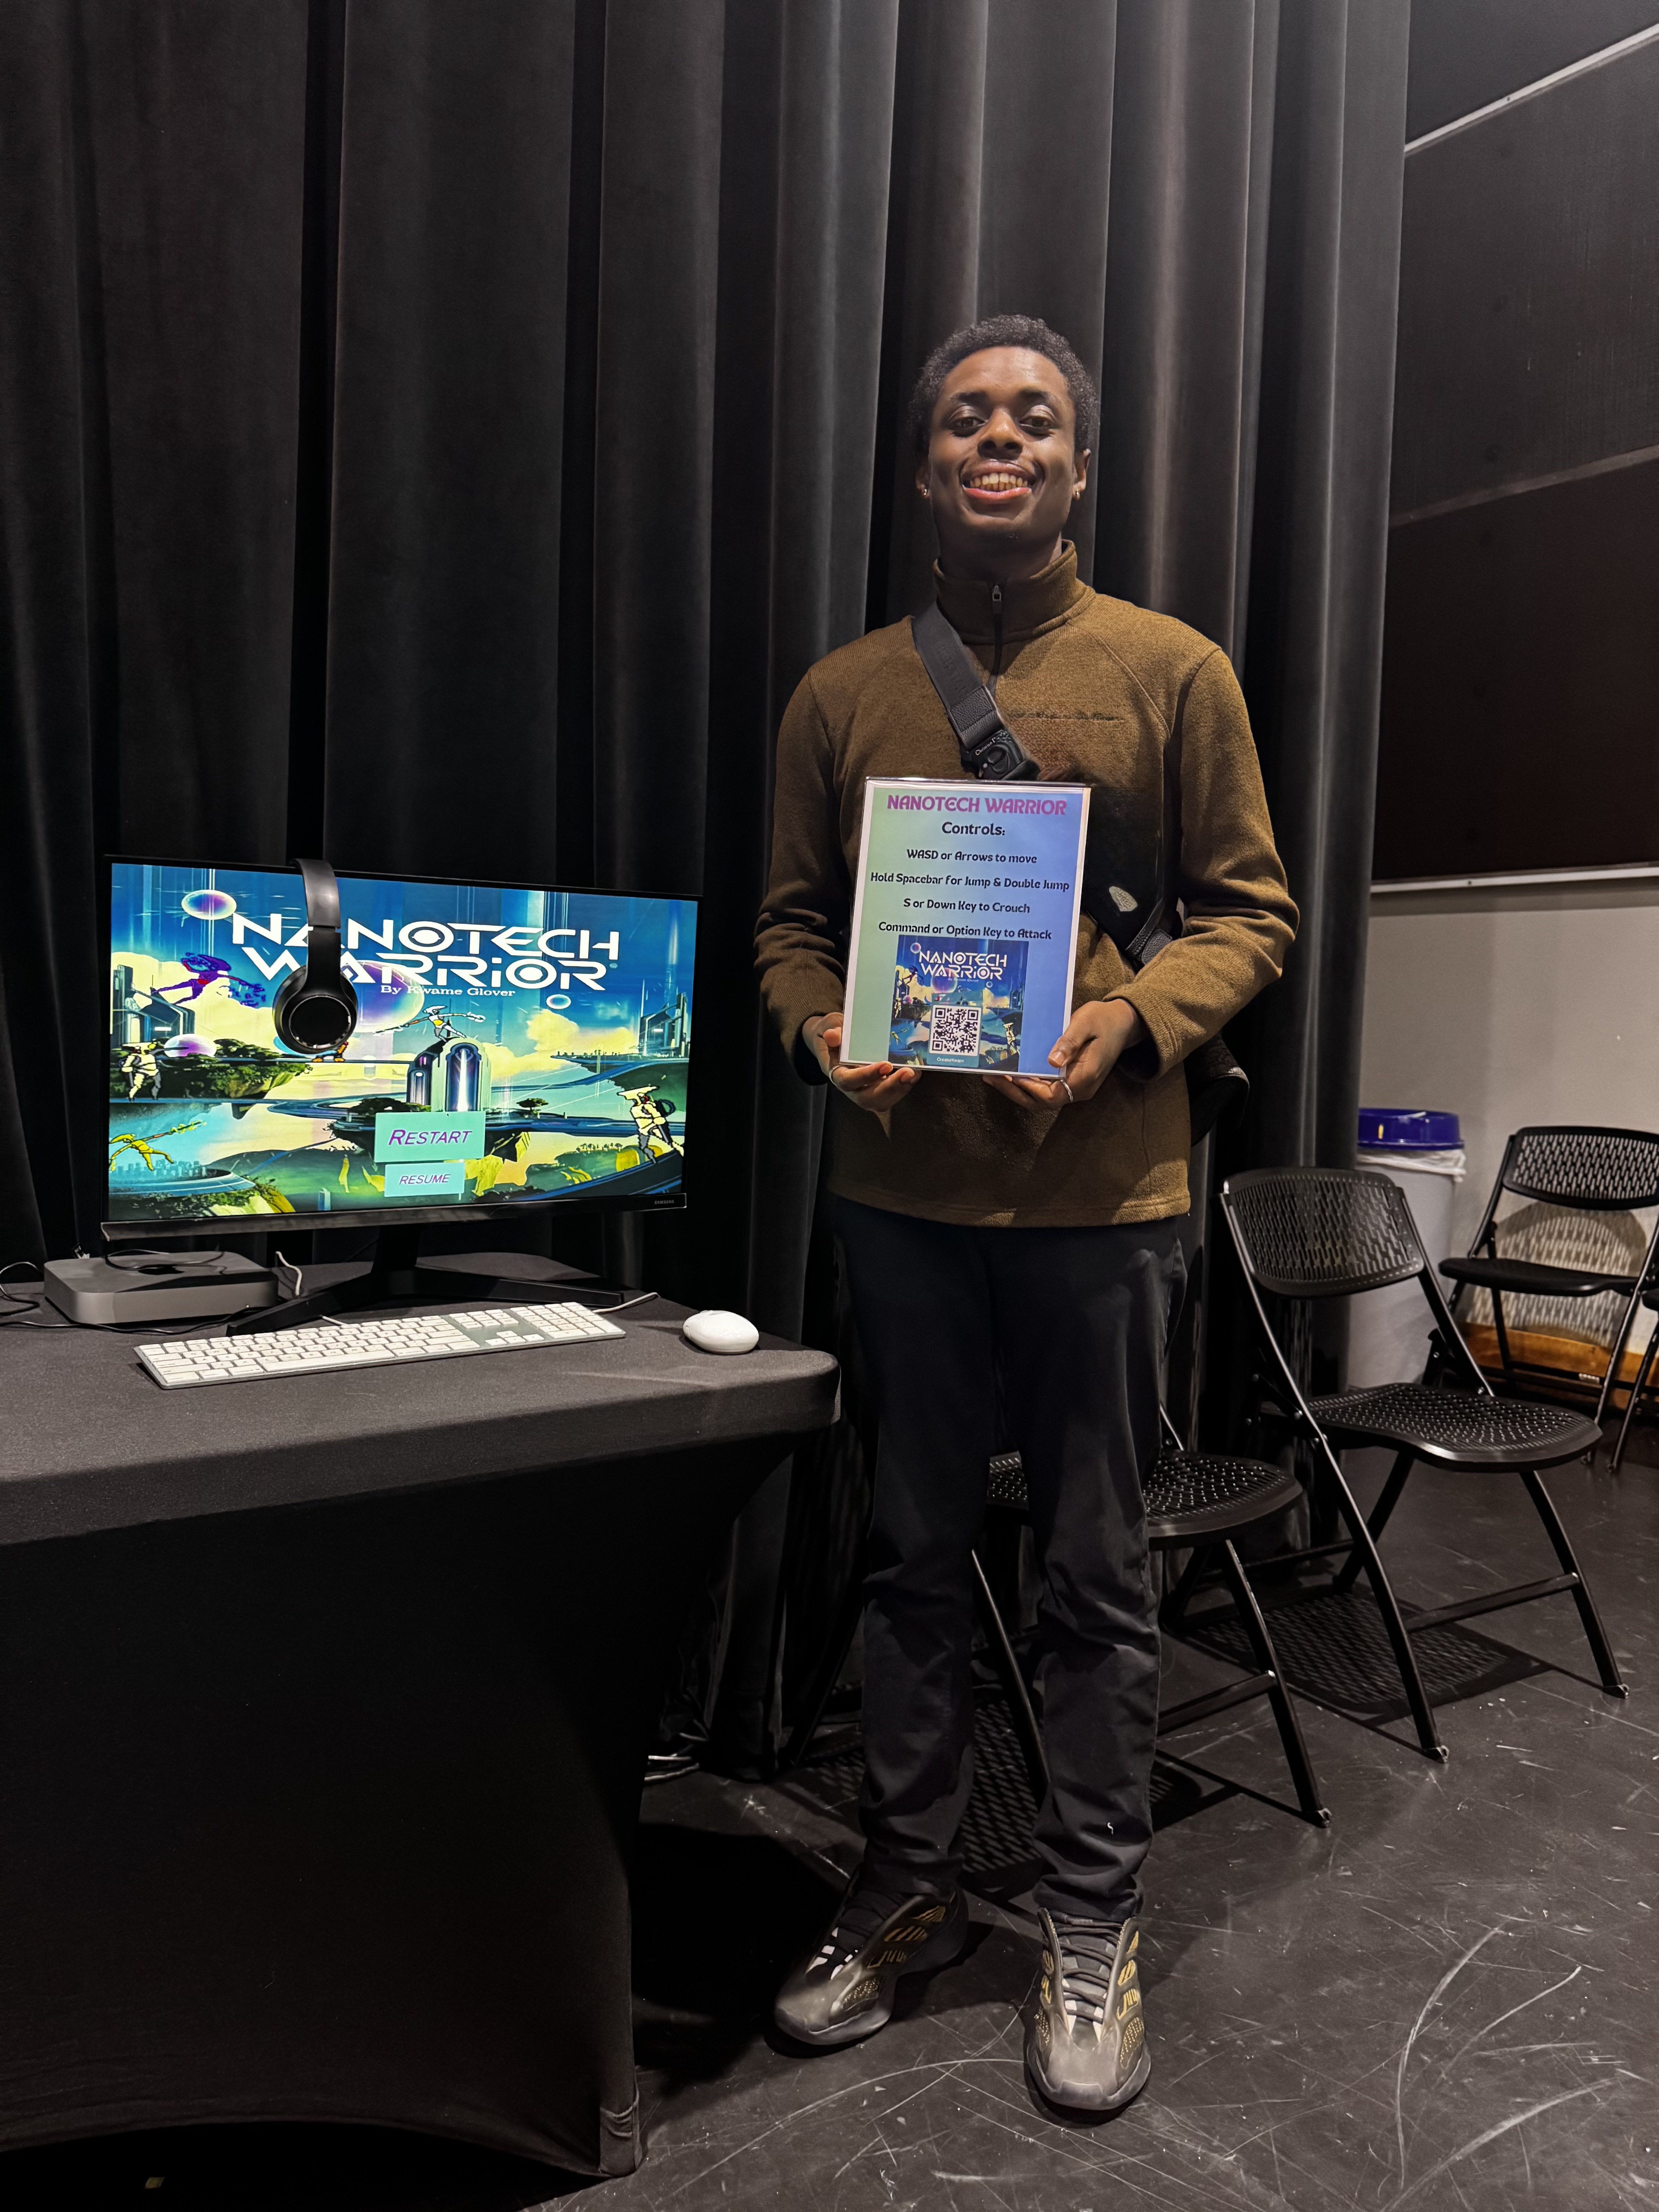 NANOTECH
WARRiOR
By Kwame Glover
RESTART
RESUME
SAMSUNG
NANOTECH WARRIOR
Controls:
WASD or Arrows to move
Hold Spacebar for Jump & Double Jump
S or Down Key to Crouch
Command or Option Key to Attack
NANOTECH
WARRiOR